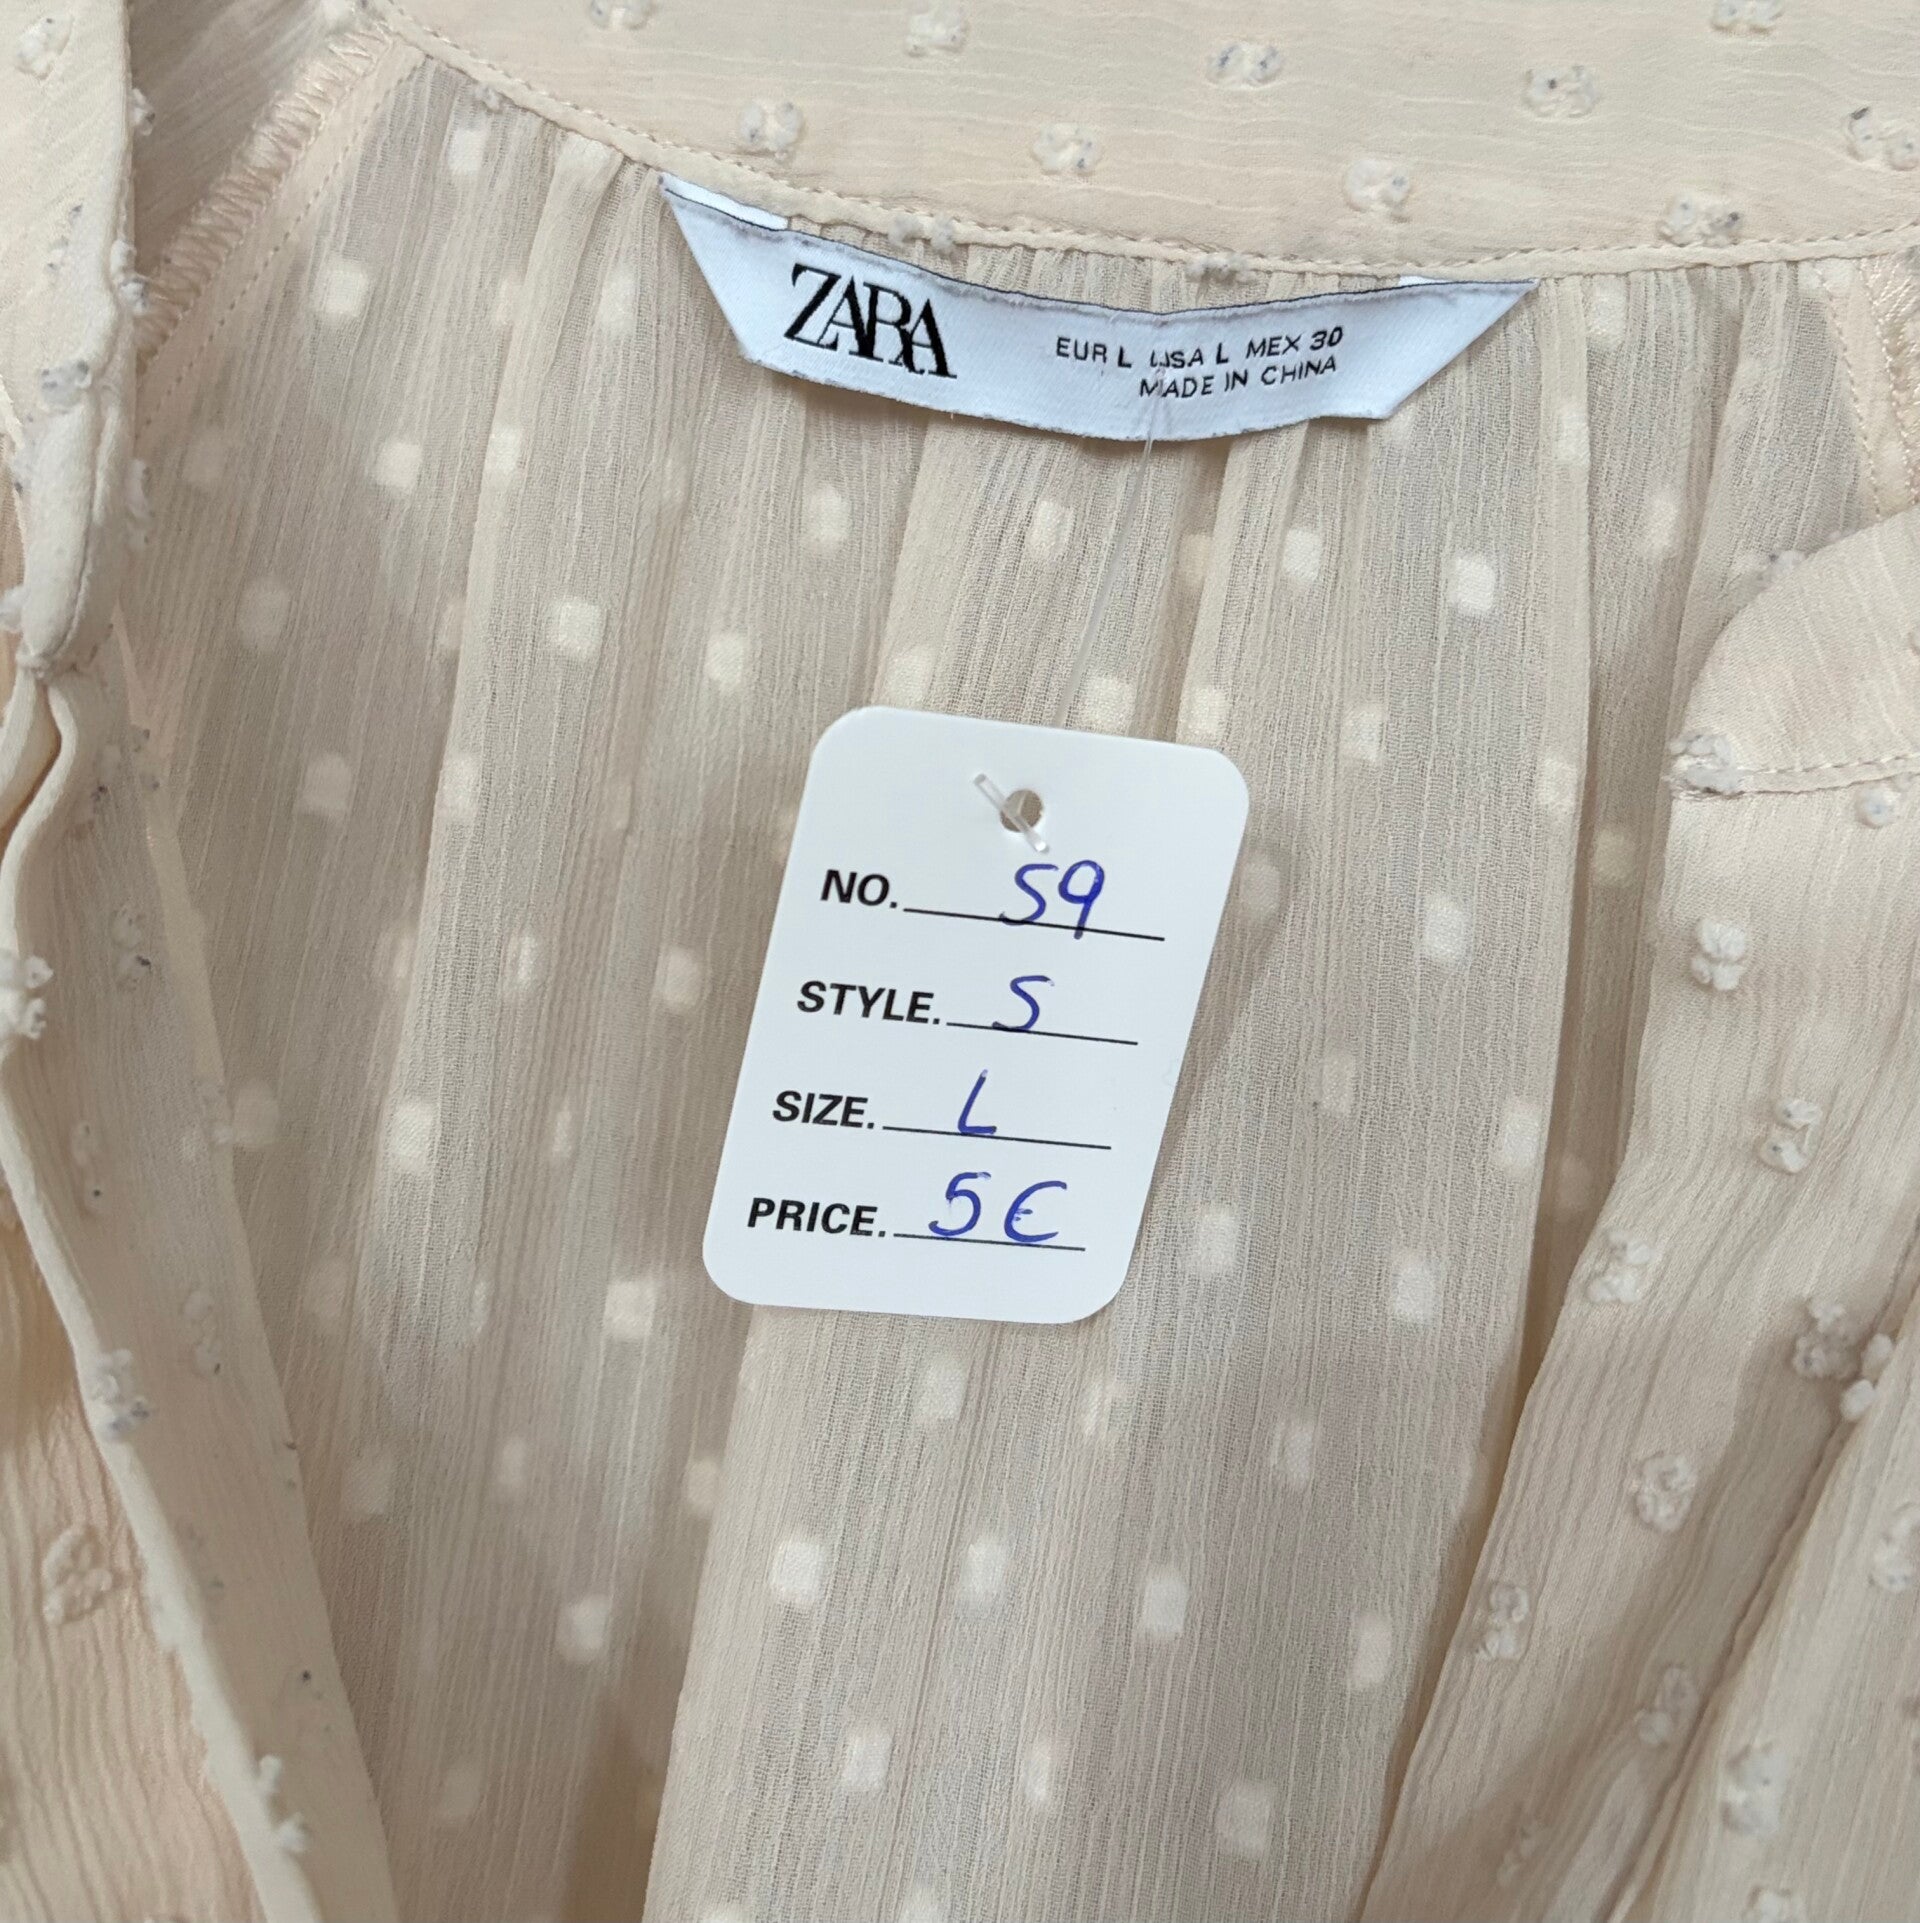 ZARA
EUR L USA L MEX 30
MADE IN CHINA
NO. 59
STYLE. S
SIZE. L
PRICE. 5€